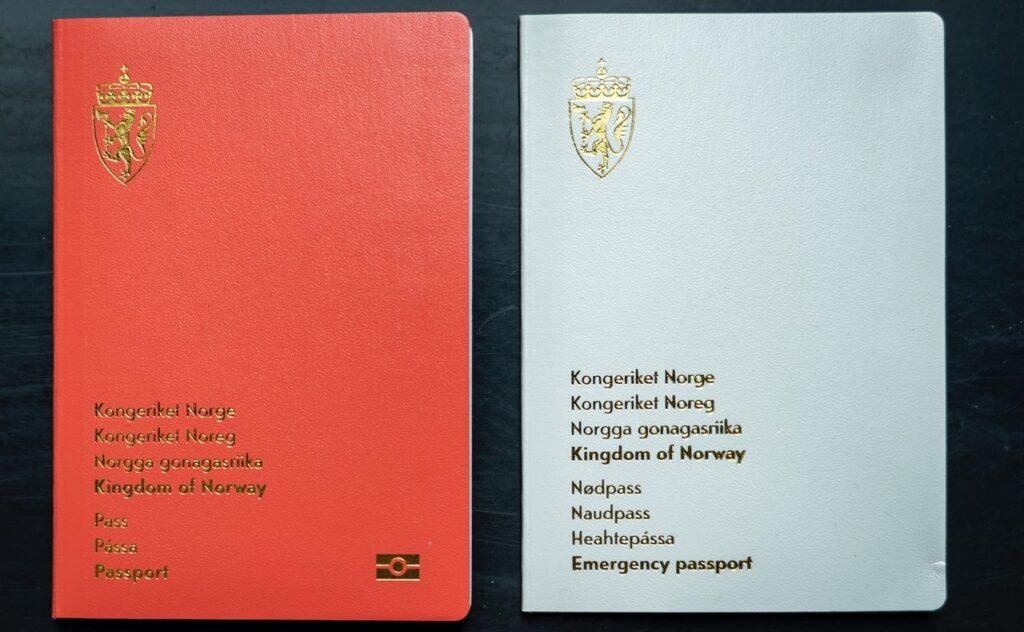 Kongeriket Norge
Kongeriket Noreg
Norgga gonagasriika
Kingdom of Norway
Pass
Pássa
Passport
Kongeriket Norge
Kongeriket Noreg
Norgga gonagasriika
Kingdom of Norway
Nødpass
Naudpass
Heahtepássa
Emergency passport